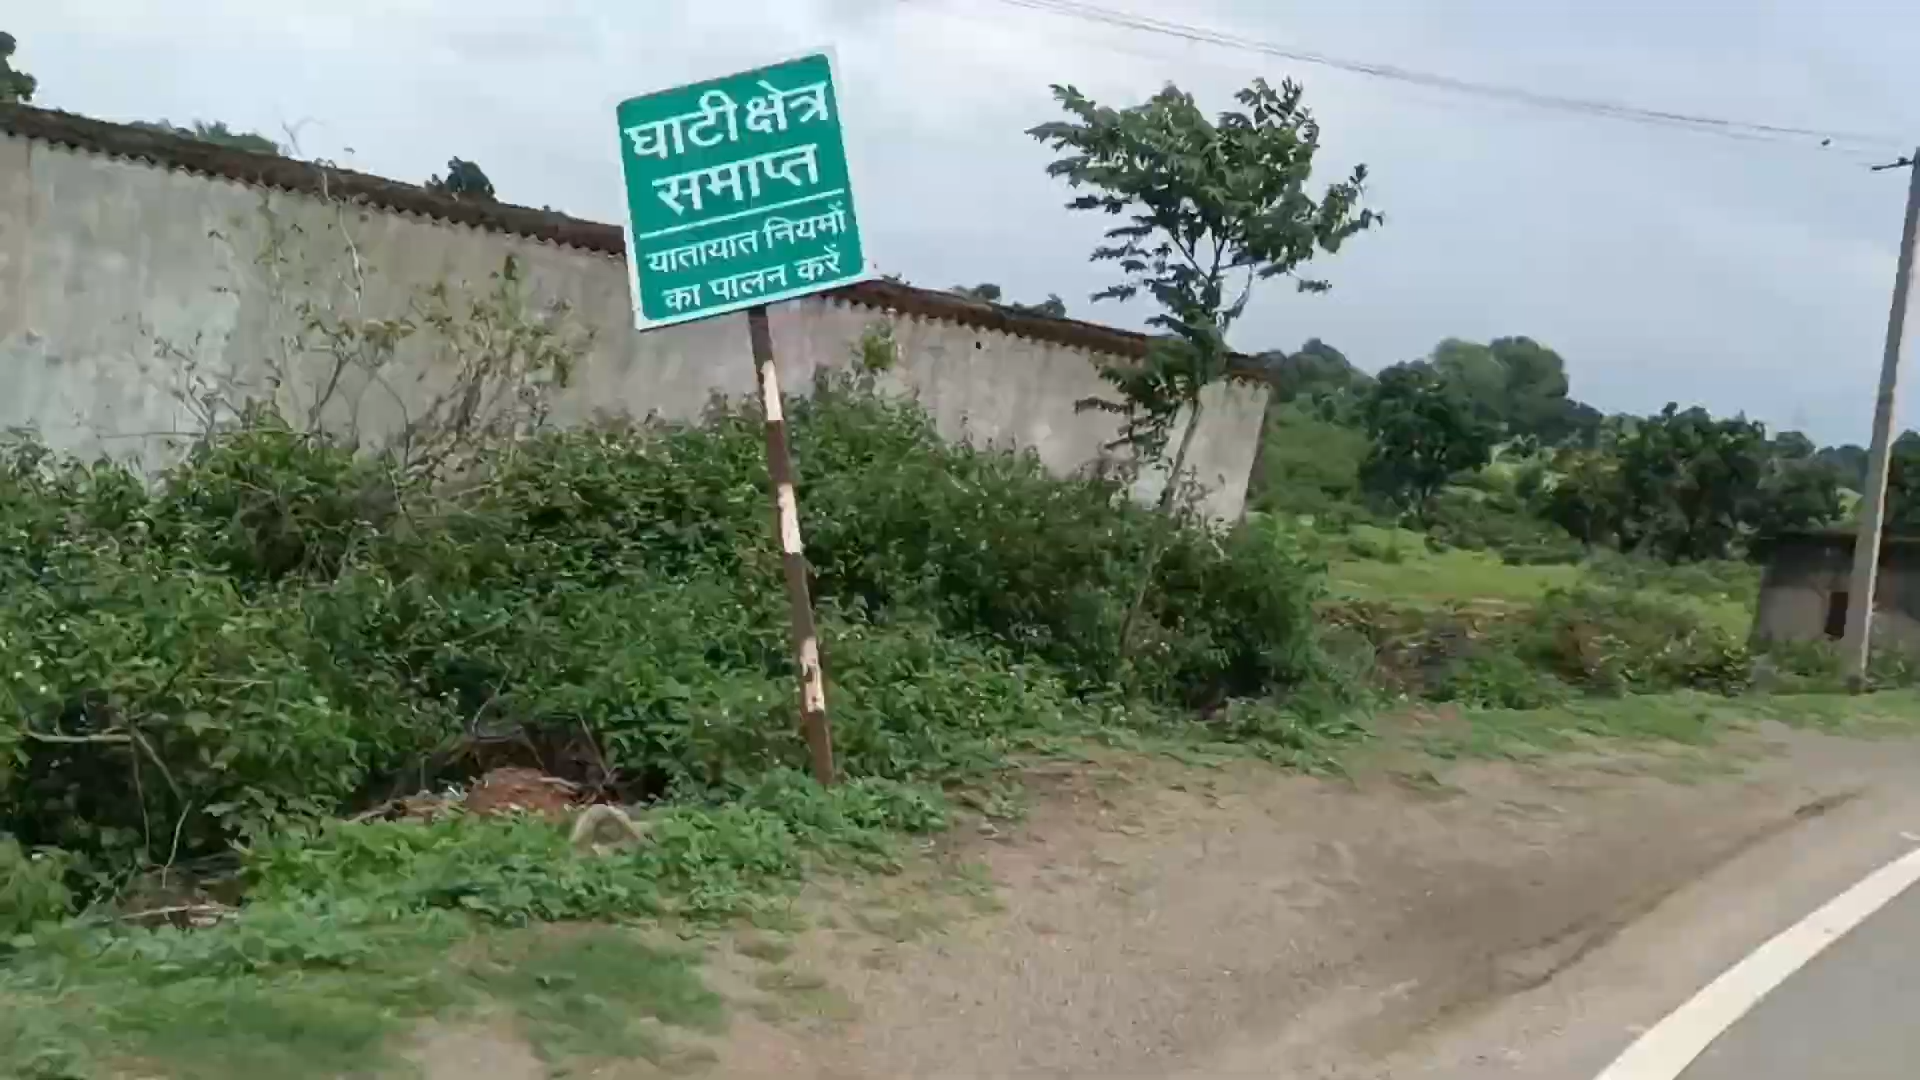 घाटी क्षेत्र
समाप्त
यातायात नियमों
का पालन करें